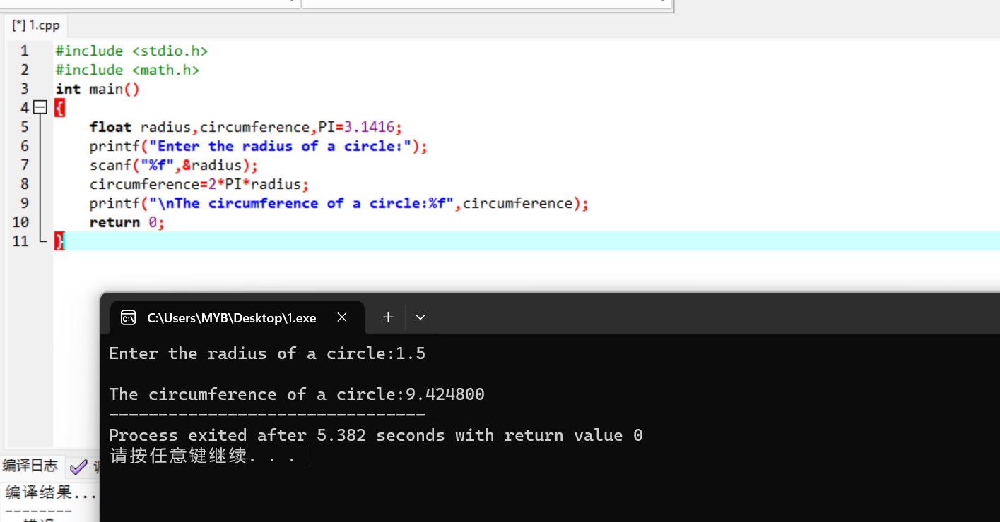 [*] 1.cpp
1 #include <stdio.h>
2 #include <math.h>
3 int main()
4 {
5 float radius,circumference,PI=3.1416;
6 printf("Enter the radius of a circle:");
7 scanf("%f",&radius);
8 circumference=2*PI*radius;
9 printf("\nThe circumference of a circle:%f",circumference);
10 return 0;
11 }
C:\Users\MYB\Desktop\1.exe
Enter the radius of a circle:1.5
The circumference of a circle:9.424800
--------------------------------
Process exited after 5.382 seconds with return value 0
请按任意键继续. . .
编译日志
编译结果...
--------